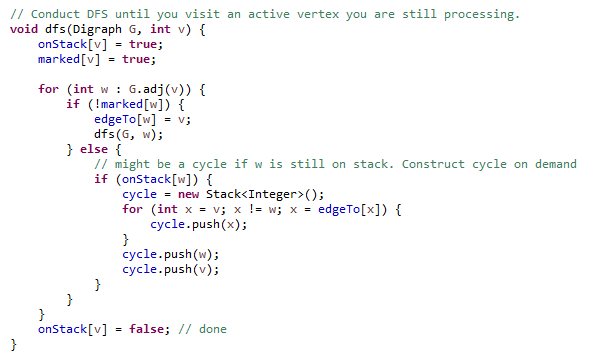 // Conduct DFS until you visit an active vertex you are still processing.
void dfs(Digraph G, int v) {
    onStack[v] = true;
    marked[v] = true;

    for (int w : G.adj(v)) {
        if (!marked[w]) {
            edgeTo[w] = v;
            dfs(G, w);
        } else {
            // might be a cycle if w is still on stack. Construct cycle on demand
            if (onStack[w]) {
                cycle = new Stack<Integer>();
                for (int x = v; x != w; x = edgeTo[x]) {
                    cycle.push(x);
                }
                cycle.push(w);
                cycle.push(v);
            }
        }
    }
    onStack[v] = false; // done
}